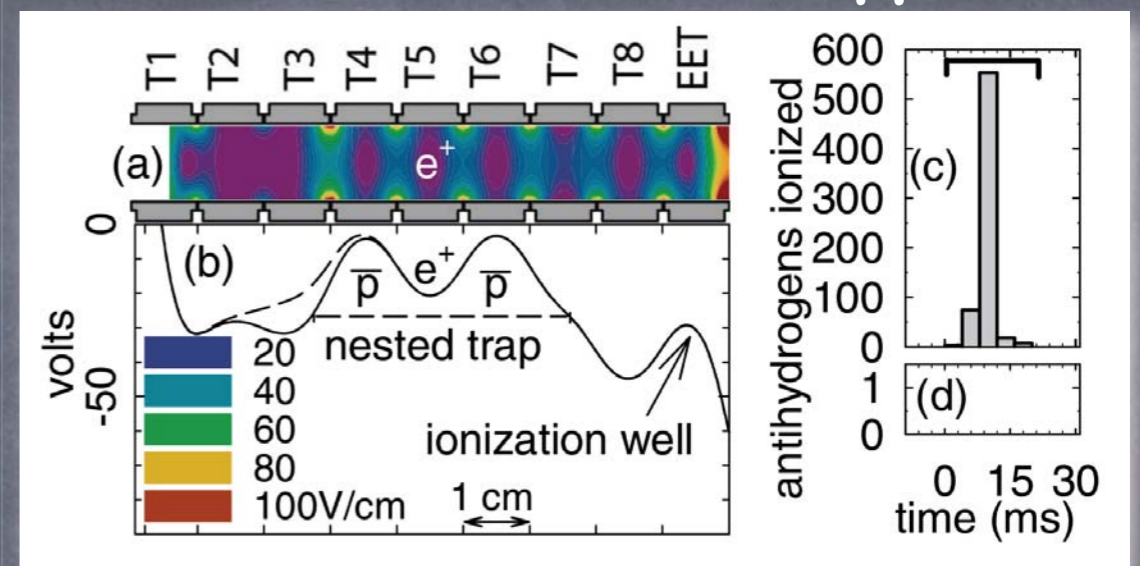 T1 T2 T3 T4 T5 T6 T7 T8 EET
(a) e⁺
0
(b)
p̅ e⁺ p̅
nested trap
volts
-50
ionization well
20
40
60
80
100V/cm
1 cm
antihydrogens ionized
600
500
400
300
200
100
0
(c)
1
0
(d)
0 15 30
time (ms)